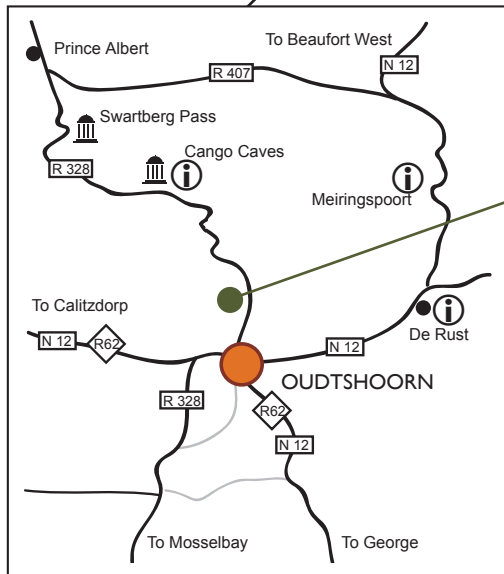 To Beaufort West
Prince Albert
N 12
R 407
Swartberg Pass
Cango Caves
R 328
i
i
Meiringspoort
To Calitzdorp
i
De Rust
N 12
R62
N 12
OUDTSHOORN
R 328
R62
N 12
To Mosselbay
To George